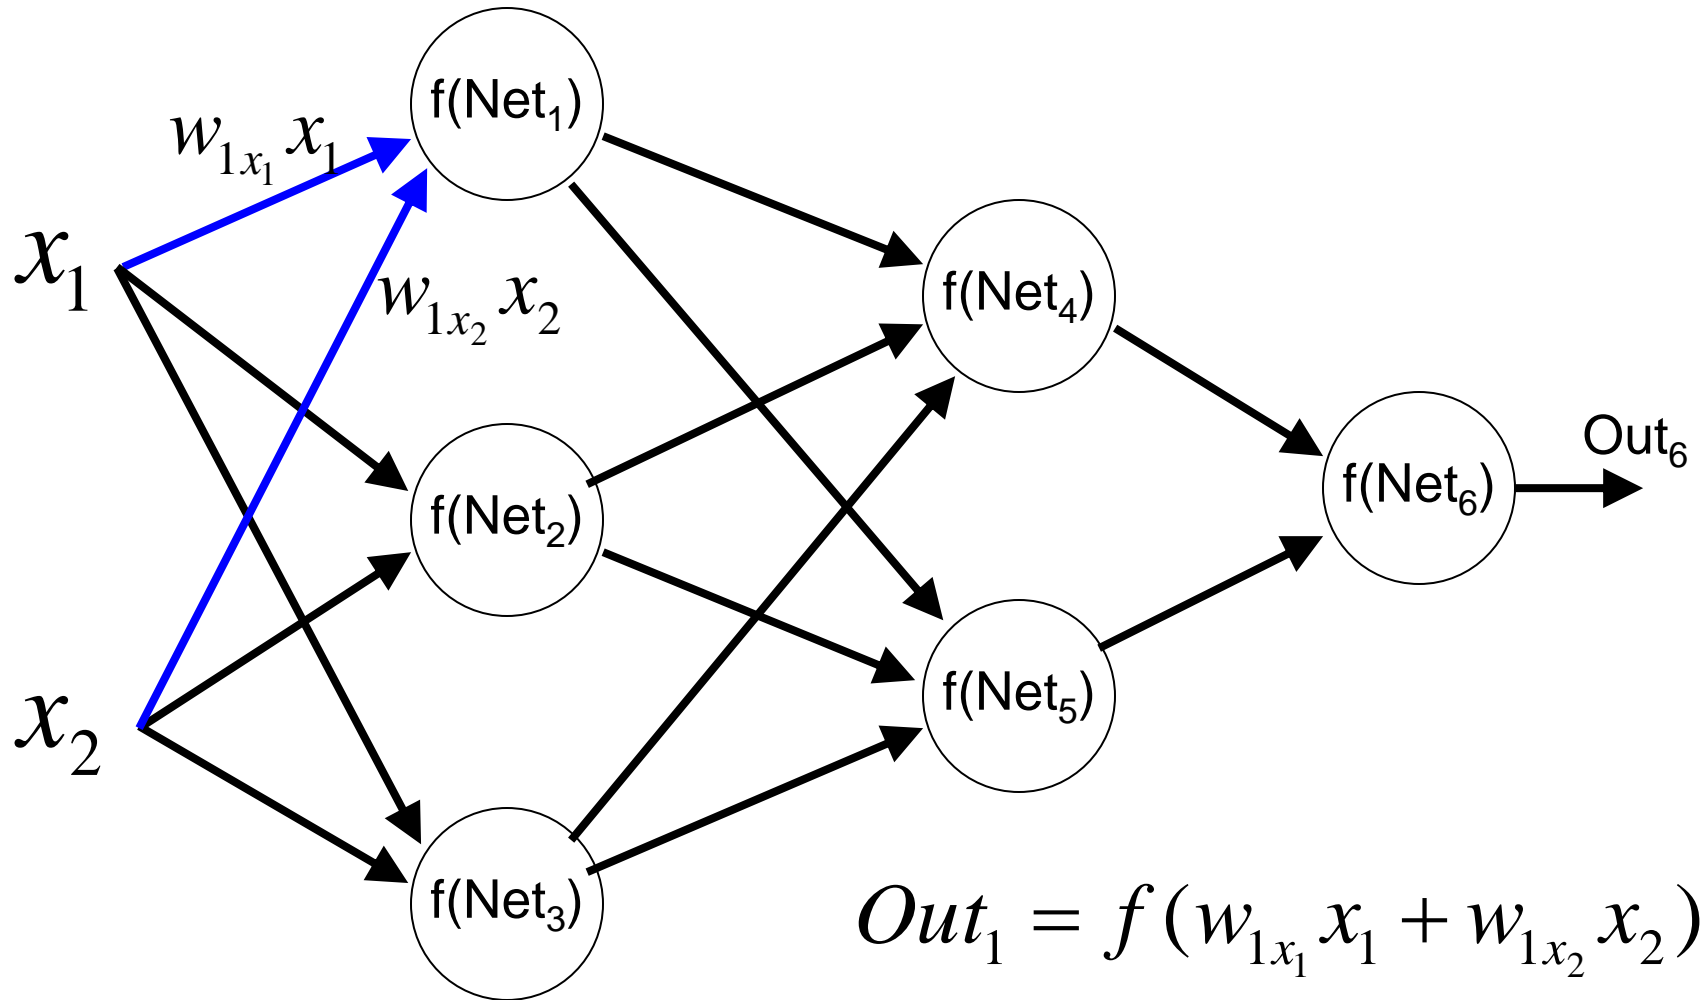 f(Net₁)
w₁ₓ₁ x₁
x₁
w₁ₓ₂ x₂
f(Net₄)
Out₆
f(Net₂)
f(Net₆)
x₂
f(Net₅)
f(Net₃)
Out₁ = f(w₁ₓ₁ x₁ + w₁ₓ₂ x₂)